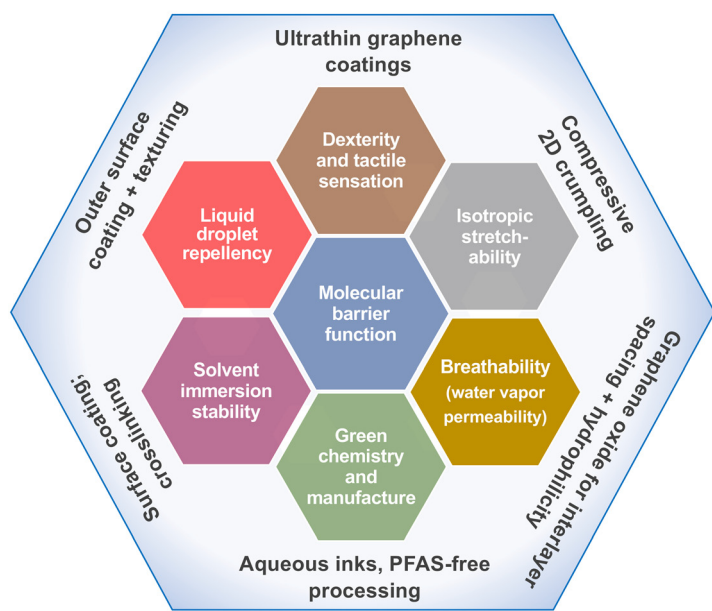 Ultrathin graphene
coatings
Outer surface
coating + texturing
Compressive
2D crumpling
Dexterity
and tactile
sensation
Liquid
droplet
repellency
Isotropic
stretch-
ability
Molecular
barrier
function
Solvent
immersion
stability
Breathability
(water vapor
permeability)
Green
chemistry
and
manufacture
Surface coating;
crosslinking
Graphene oxide for interlayer
spacing + hydrophilicity
Aqueous inks, PFAS-free
processing